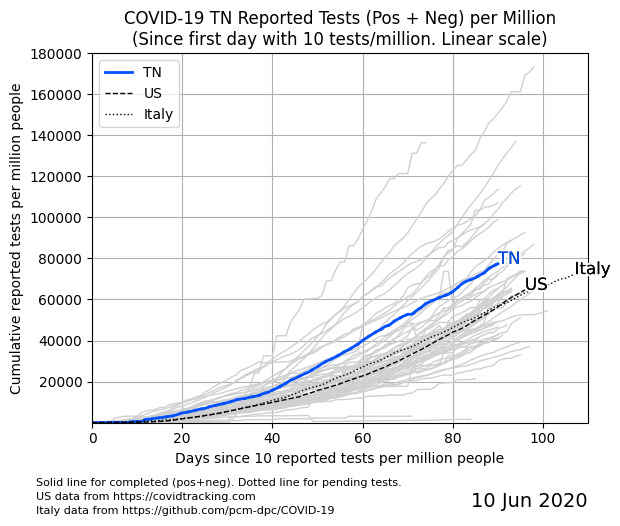 COVID-19 TN Reported Tests (Pos + Neg) per Million
(Since first day with 10 tests/million. Linear scale)
Cumulative reported tests per million people
180000
160000
140000
120000
100000
80000
60000
40000
20000
TN
US
Italy
TN
US
Italy
0
20
40
60
80
100
Days since 10 reported tests per million people
Solid line for completed (pos+neg). Dotted line for pending tests.
US data from https://covidtracking.com
Italy data from https://github.com/pcm-dpc/COVID-19
10 Jun 2020